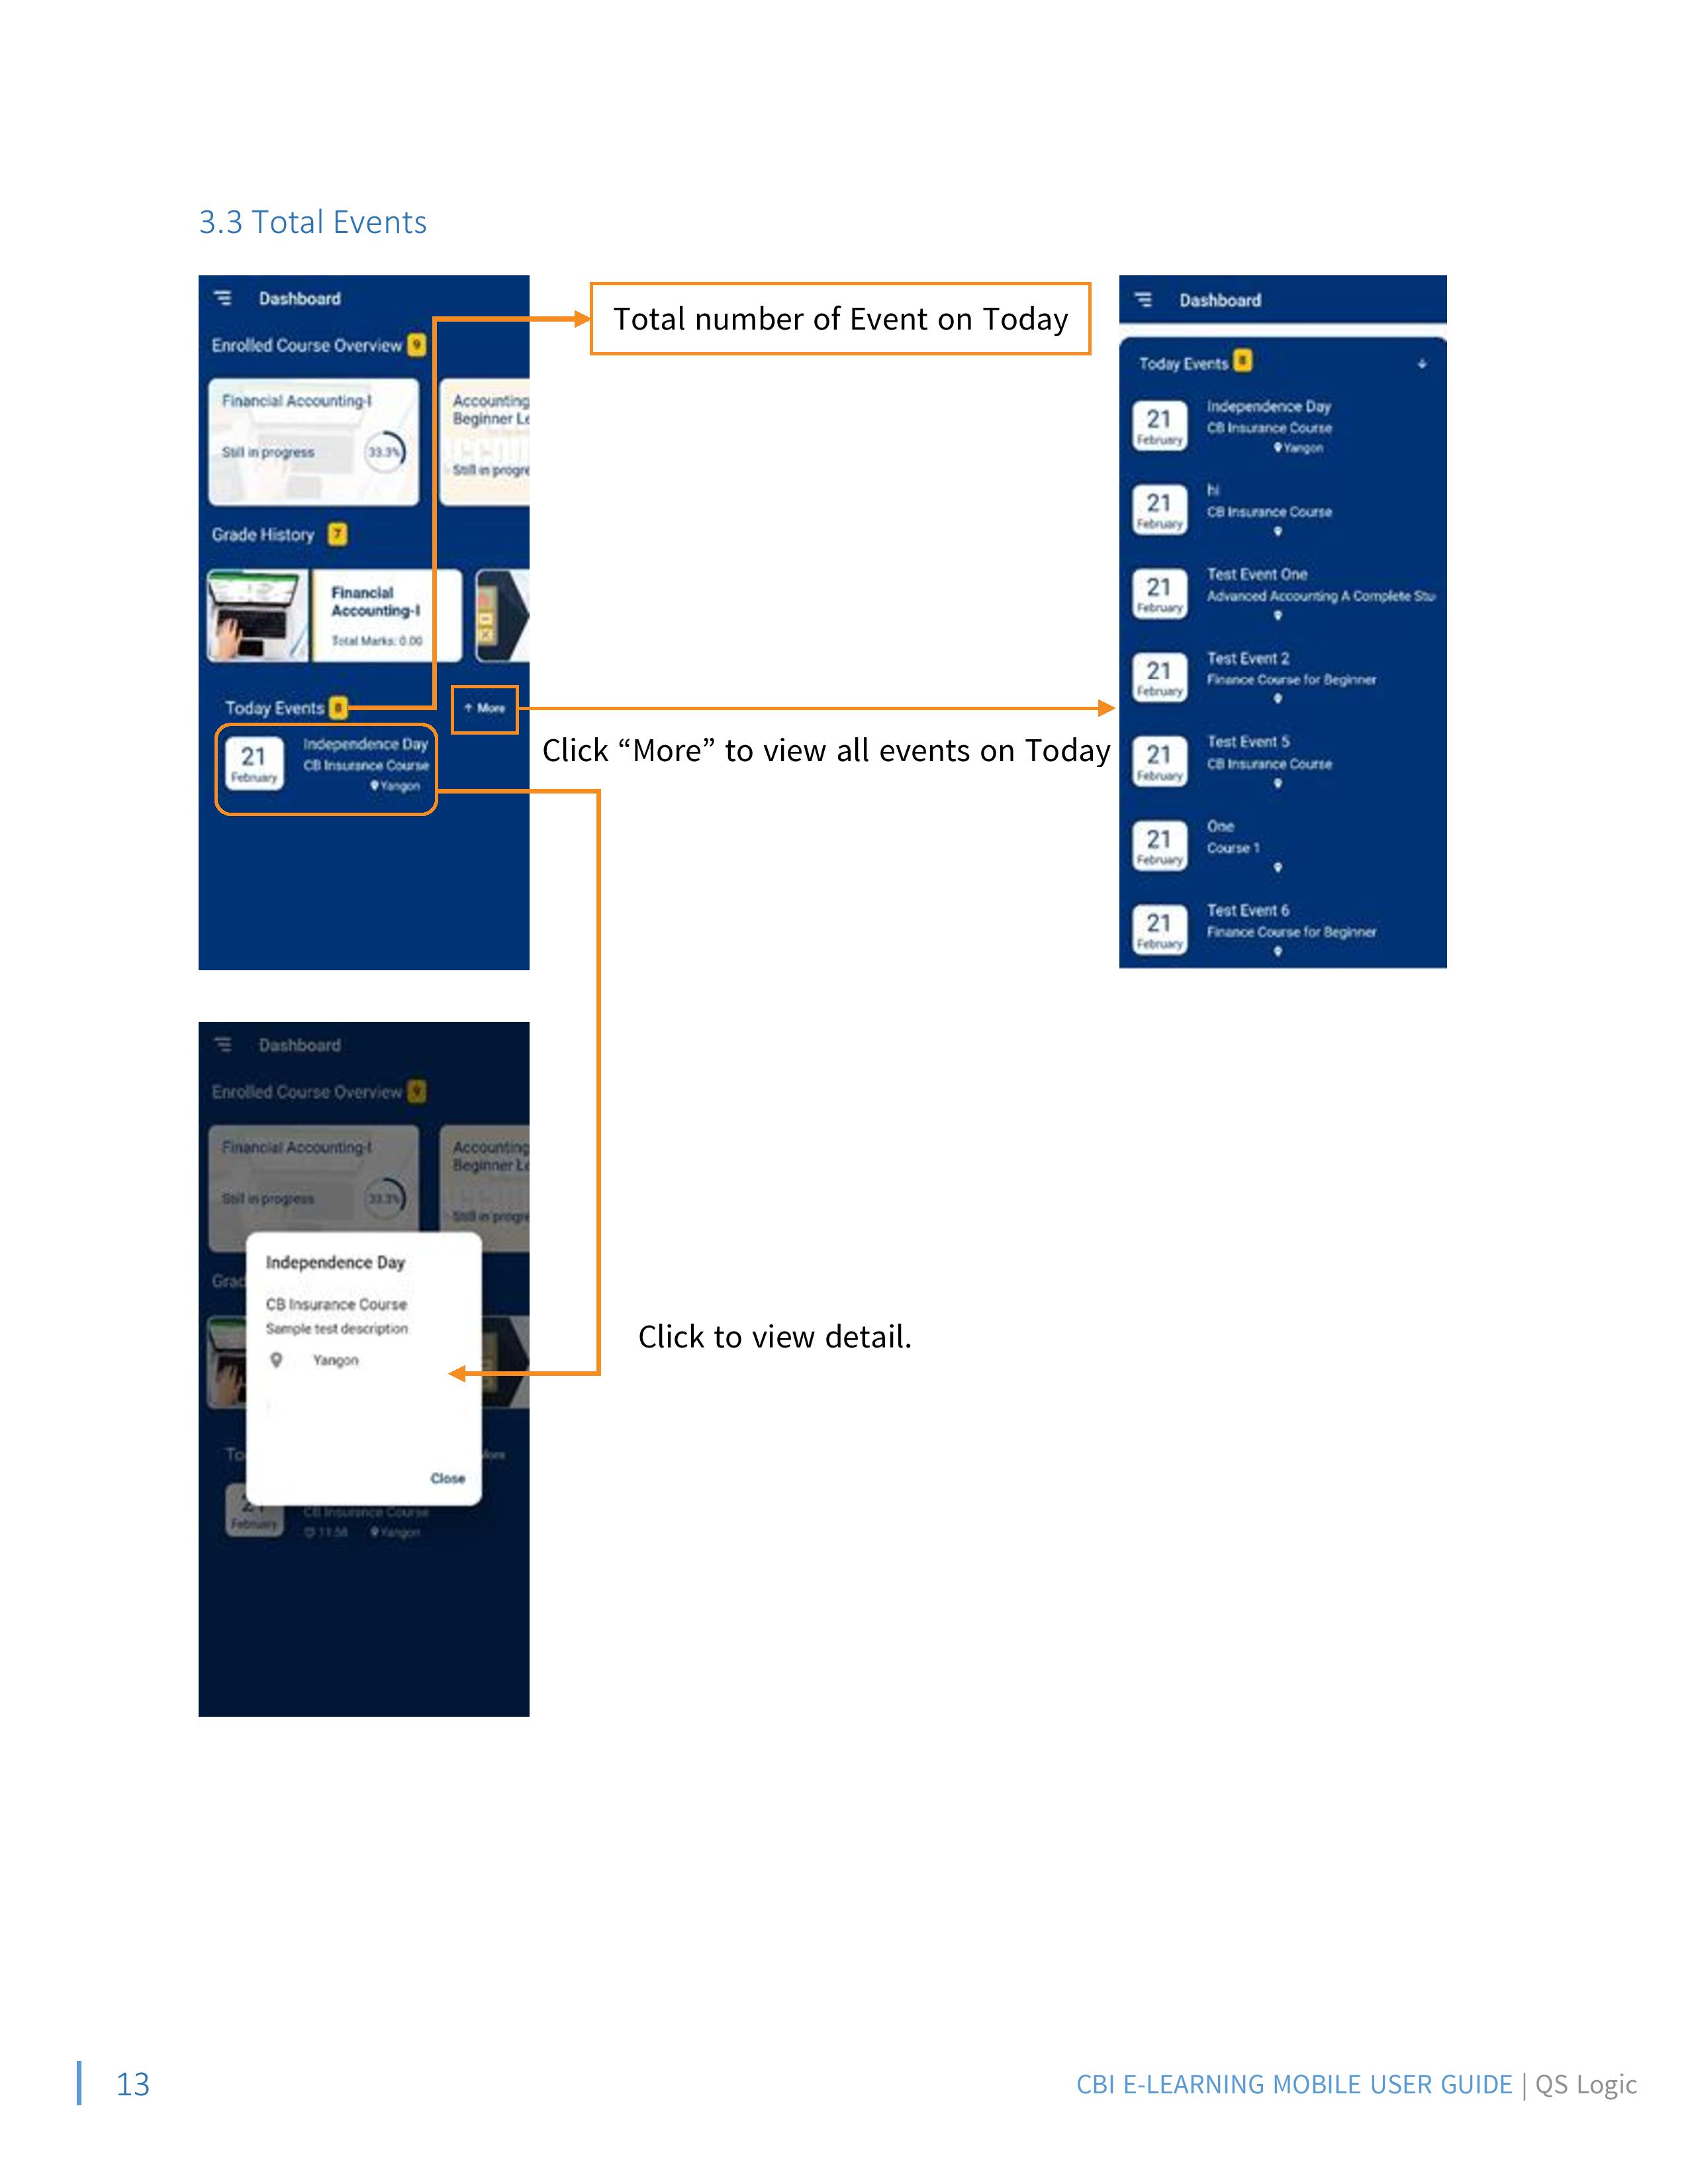 3.3 Total Events
Dashboard
Enrolled Course Overview 9
Financial Accounting-I
Still in progress
33.3%
Accounting
Beginner Le
Still in progre
Grade History 7
Financial
Accounting-I
Total Marks: 0.00
Today Events 8
↑ More
21
February
Independence Day
CB Insurance Course
Yangon
Total number of Event on Today
Click “More” to view all events on Today
Dashboard
Today Events 8
21
February
Independence Day
CB Insurance Course
Yangon
21
February
hi
CB Insurance Course
21
February
Test Event One
Advanced Accounting A Complete Stu
21
February
Test Event 2
Finance Course for Beginner
21
February
Test Event 5
CB Insurance Course
21
February
One
Course 1
21
February
Test Event 6
Finance Course for Beginner
Dashboard
Enrolled Course Overview 9
Financial Accounting-I
Still in progress
33.3%
Accounting
Beginner Le
Still in progre
Grad
Independence Day
CB Insurance Course
Sample test description
Yangon
Close
To
More
21
February
CB Insurance Course
11:58
Yangon
Click to view detail.
13
CBI E-LEARNING MOBILE USER GUIDE | QS Logic